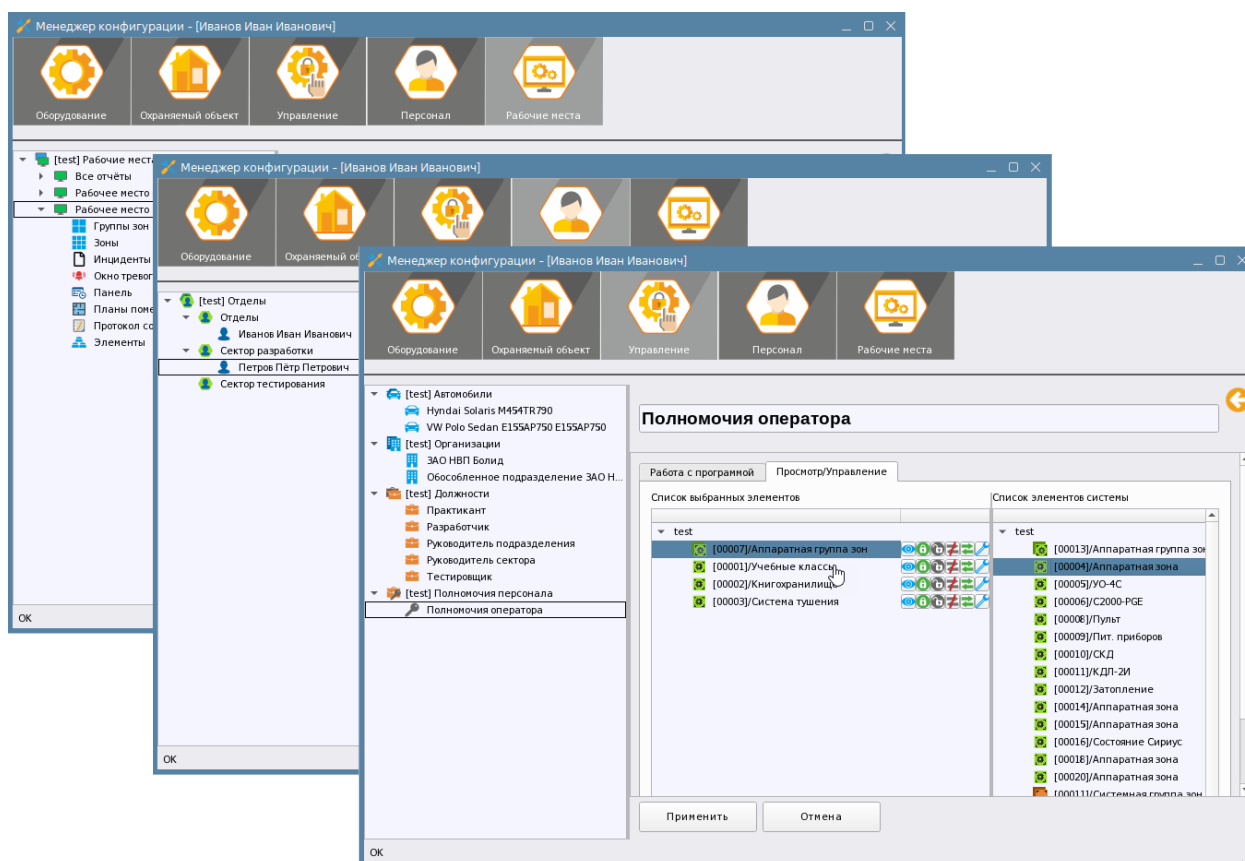 Менеджер конфигурации - [Иванов Иван Иванович]
Оборудование
Охраняемый объект
Управление
Персонал
Рабочие места
[test] Рабочие места
Все отчёты
Рабочее место
Рабочее место
Группы зон
Зоны
Инциденты
Окно тревог
Панель
Планы поме
Протокол со
Элементы
OK
Менеджер конфигурации - [Иванов Иван Иванович]
Оборудование
Охраняемый об
[test] Отделы
Отделы
Иванов Иван Иванович
Сектор разработки
Петров Пётр Петрович
Сектор тестирования
OK
Менеджер конфигурации - [Иванов Иван Иванович]
Оборудование
Охраняемый объект
Управление
Персонал
Рабочие места
[test] Автомобили
Hyndai Solaris М454TR790
VW Polo Sedan E155AP750 E155AP750
[test] Организации
ЗАО НВП Болид
Обособленное подразделение ЗАО Н...
[test] Должности
Практикант
Разработчик
Руководитель подразделения
Руководитель сектора
Тестировщик
[test] Полномочия персонала
Полномочия оператора
Полномочия оператора
Работа с программой
Просмотр/Управление
Список выбранных элементов
test
[00007]/Аппаратная группа зон
[00001]/Учебные классы
[00002]/Книгохранилище
[00003]/Система тушения
Список элементов системы
test
[00013]/Аппаратная группа зон
[00004]/Аппаратная зона
[00005]/УО-4С
[00006]/С2000-PGE
[00008]/Пульт
[00009]/Пит. приборов
[00010]/СКД
[00011]/КДЛ-2И
[00012]/Затопление
[00014]/Аппаратная зона
[00015]/Аппаратная зона
[00016]/Состояние Сириус
[00018]/Аппаратная зона
[00020]/Аппаратная зона
[00011]/Системная группа зон
Применить
Отмена
OK